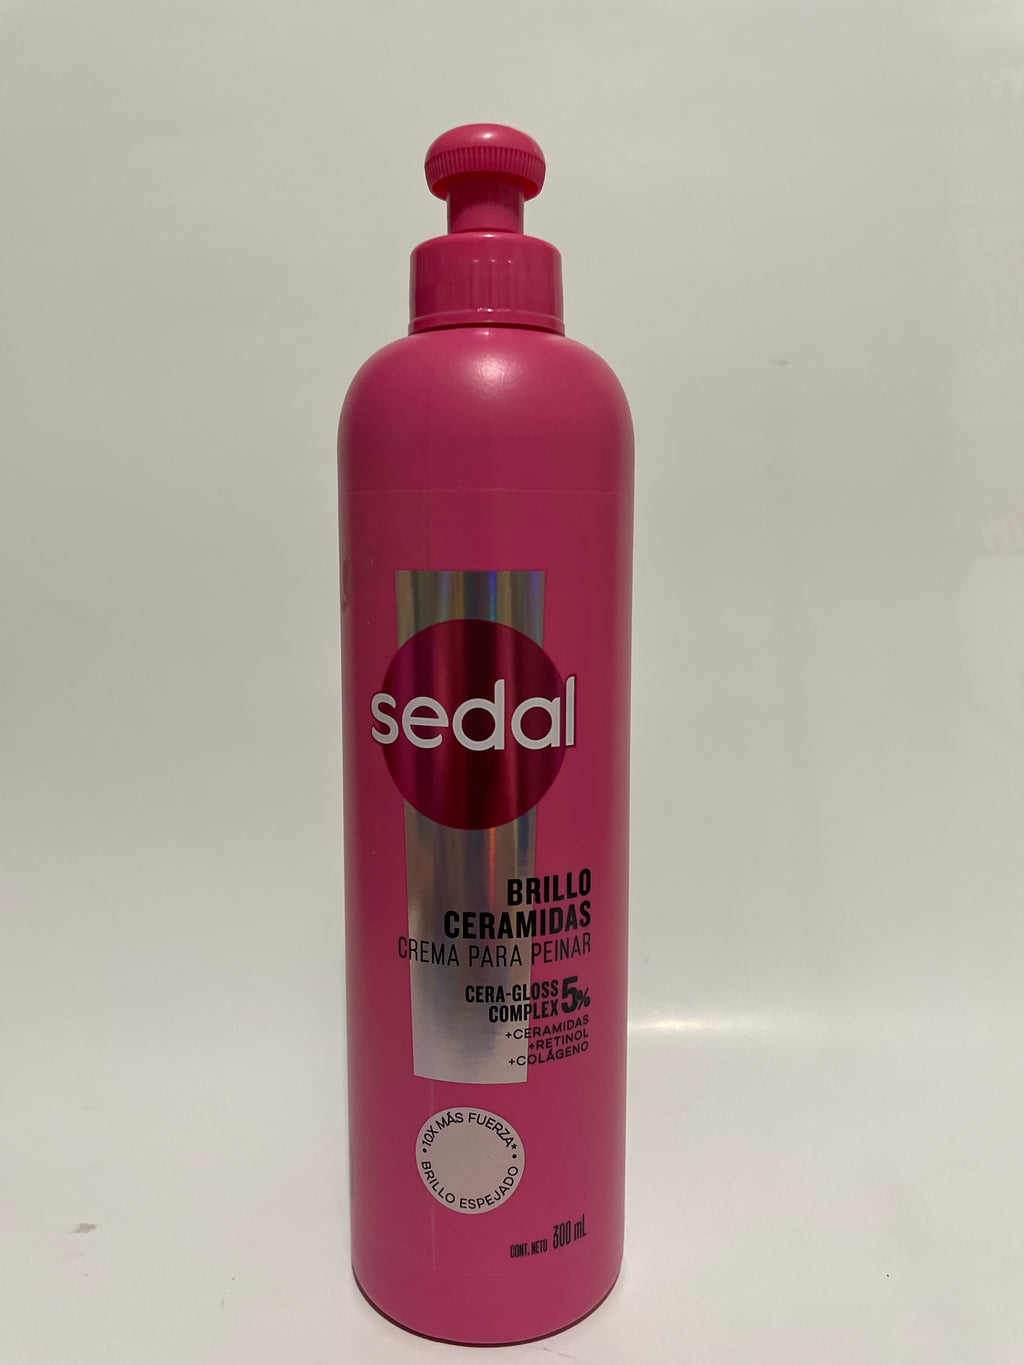 sedal
BRILLO
CERAMIDAS
CREMA PARA PEINAR
CERA-GLOSS
COMPLEX 5%
+CERAMIDAS
+RETINOL
+COLÁGENO
•10X MÁS FUERZA*•
BRILLO ESPEJADO
CONT. NETO 300 mL